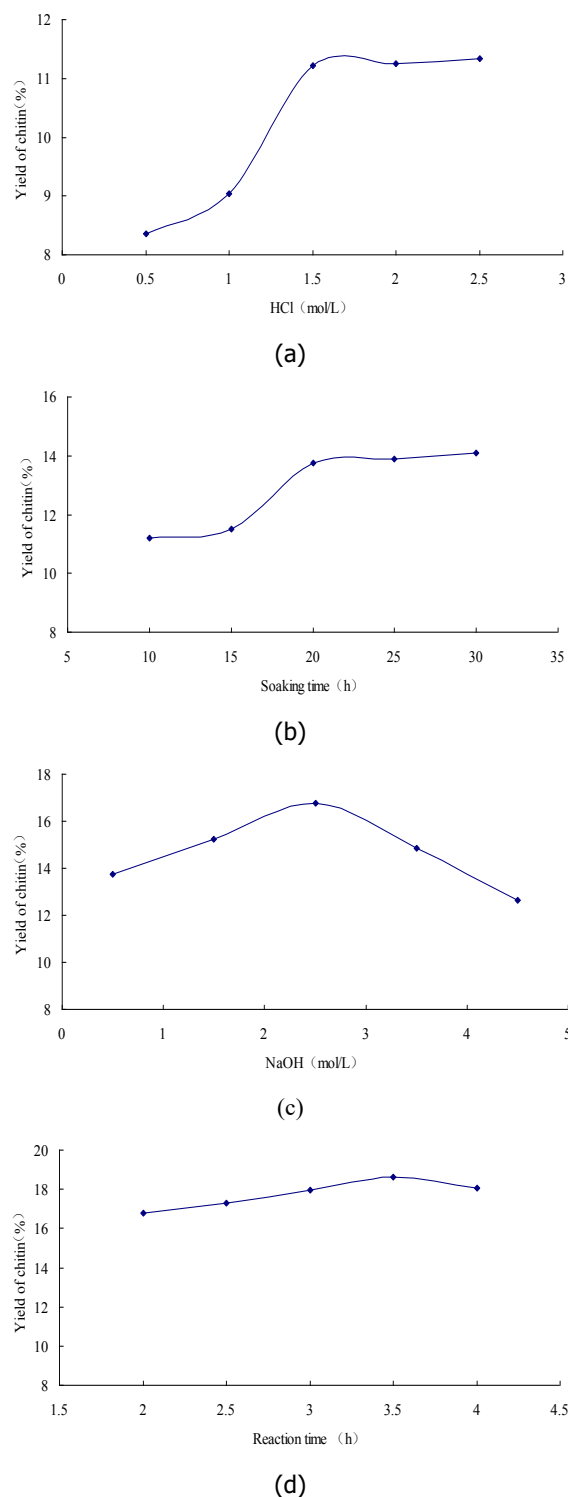 12
11
10
9
8
Yield of chitin（%）
0 0.5 1 1.5 2 2.5 3
HCl（mol/L）
(a)
16
14
12
10
8
Yield of chitin（%）
5 10 15 20 25 30 35
Soaking time（h）
(b)
18
16
14
12
10
8
Yield of chitin（%）
0 1 2 3 4 5
NaOH（mol/L）
(c)
20
18
16
14
12
10
8
Yield of chitin（%）
1.5 2 2.5 3 3.5 4 4.5
Reaction time （h）
(d)